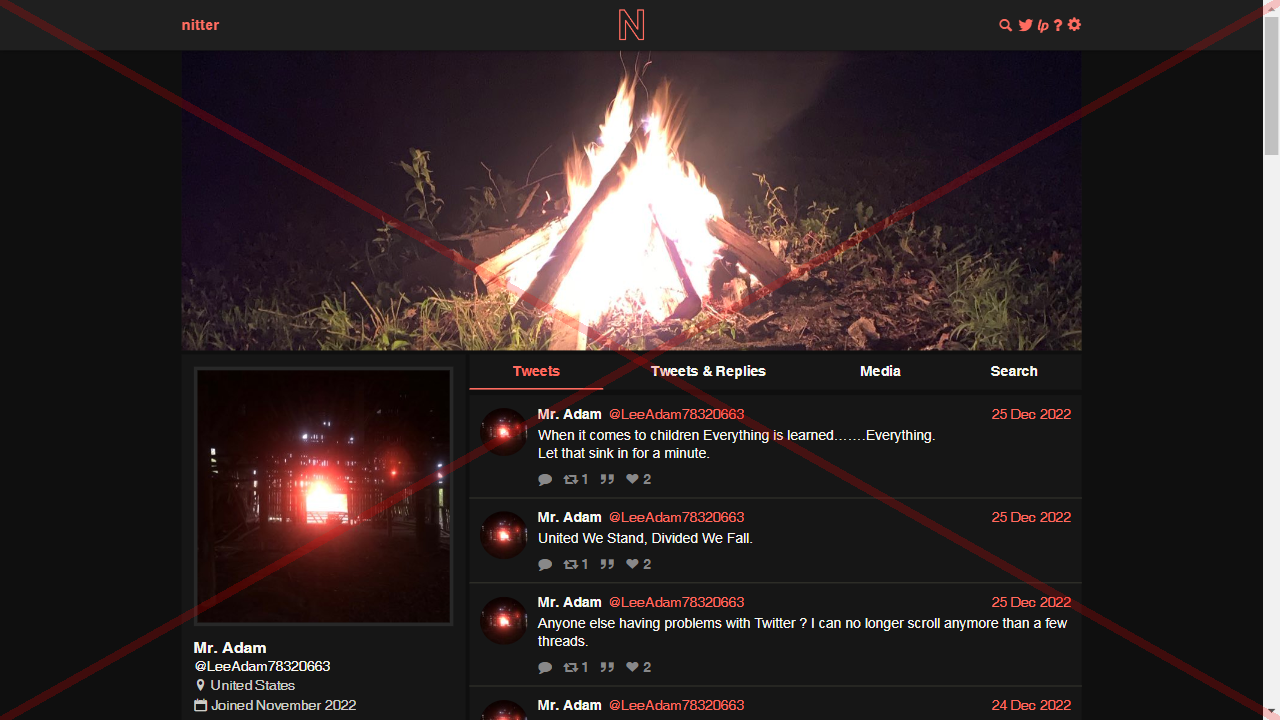 nitter
N
lp ?
Tweets
Tweets & Replies
Media
Search
Mr. Adam @LeeAdam78320663 25 Dec 2022
When it comes to children Everything is learned…….Everything.
Let that sink in for a minute.
1 2
Mr. Adam @LeeAdam78320663 25 Dec 2022
United We Stand, Divided We Fall.
1 2
Mr. Adam @LeeAdam78320663 25 Dec 2022
Anyone else having problems with Twitter ? I can no longer scroll anymore than a few
threads.
1 2
Mr. Adam @LeeAdam78320663 24 Dec 2022
Mr. Adam
@LeeAdam78320663
United States
Joined November 2022